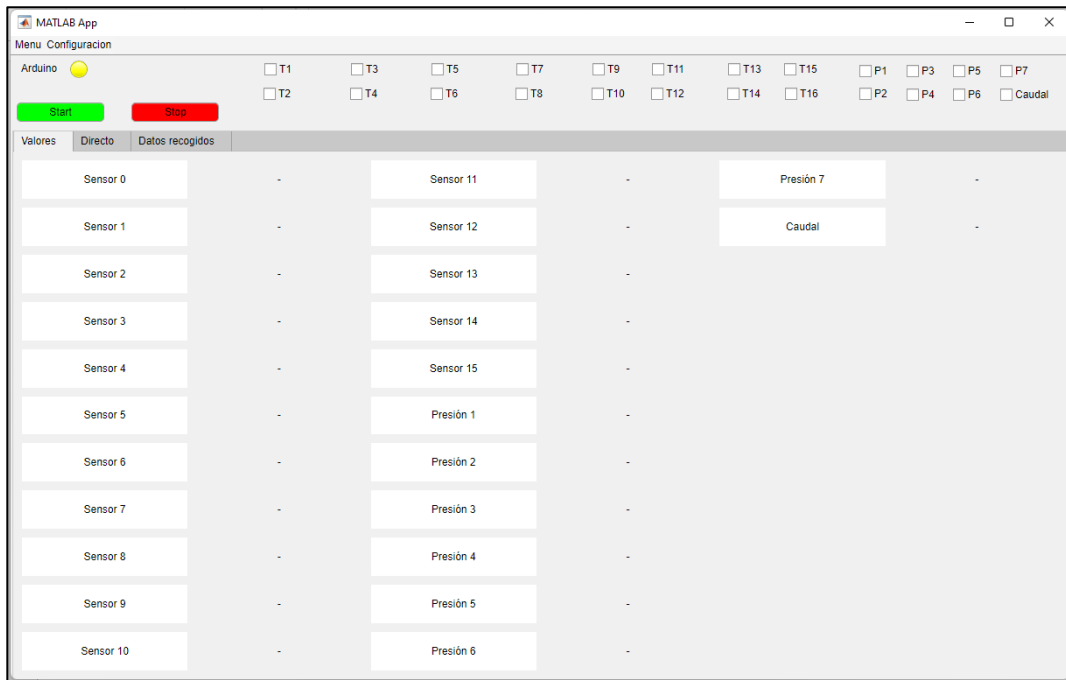 MATLAB App
Menu Configuracion
Arduino T1 T3 T5 T7 T9 T11 T13 T15 P1 P3 P5 P7
T2 T4 T6 T8 T10 T12 T14 T16 P2 P4 P6 Caudal
Start Stop
Valores Directo Datos recogidos
Sensor 0 - Sensor 11 - Presión 7 -
Sensor 1 - Sensor 12 - Caudal -
Sensor 2 - Sensor 13 -
Sensor 3 - Sensor 14 -
Sensor 4 - Sensor 15 -
Sensor 5 - Presión 1 -
Sensor 6 - Presión 2 -
Sensor 7 - Presión 3 -
Sensor 8 - Presión 4 -
Sensor 9 - Presión 5 -
Sensor 10 - Presión 6 -